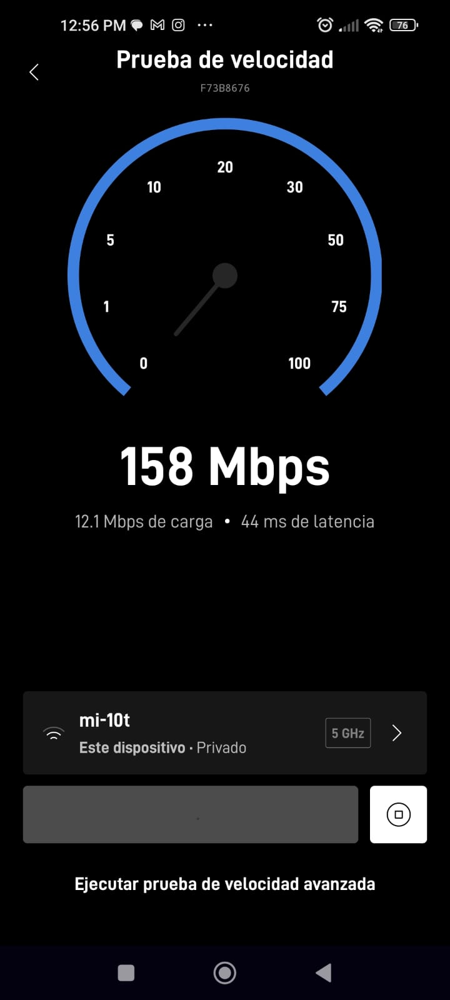 12:56 PM
76
Prueba de velocidad
F73B8676
20
10
30
5
50
1
75
0
100
158 Mbps
12.1 Mbps de carga • 44 ms de latencia
mi-10t
Este dispositivo · Privado
5 GHz
Ejecutar prueba de velocidad avanzada